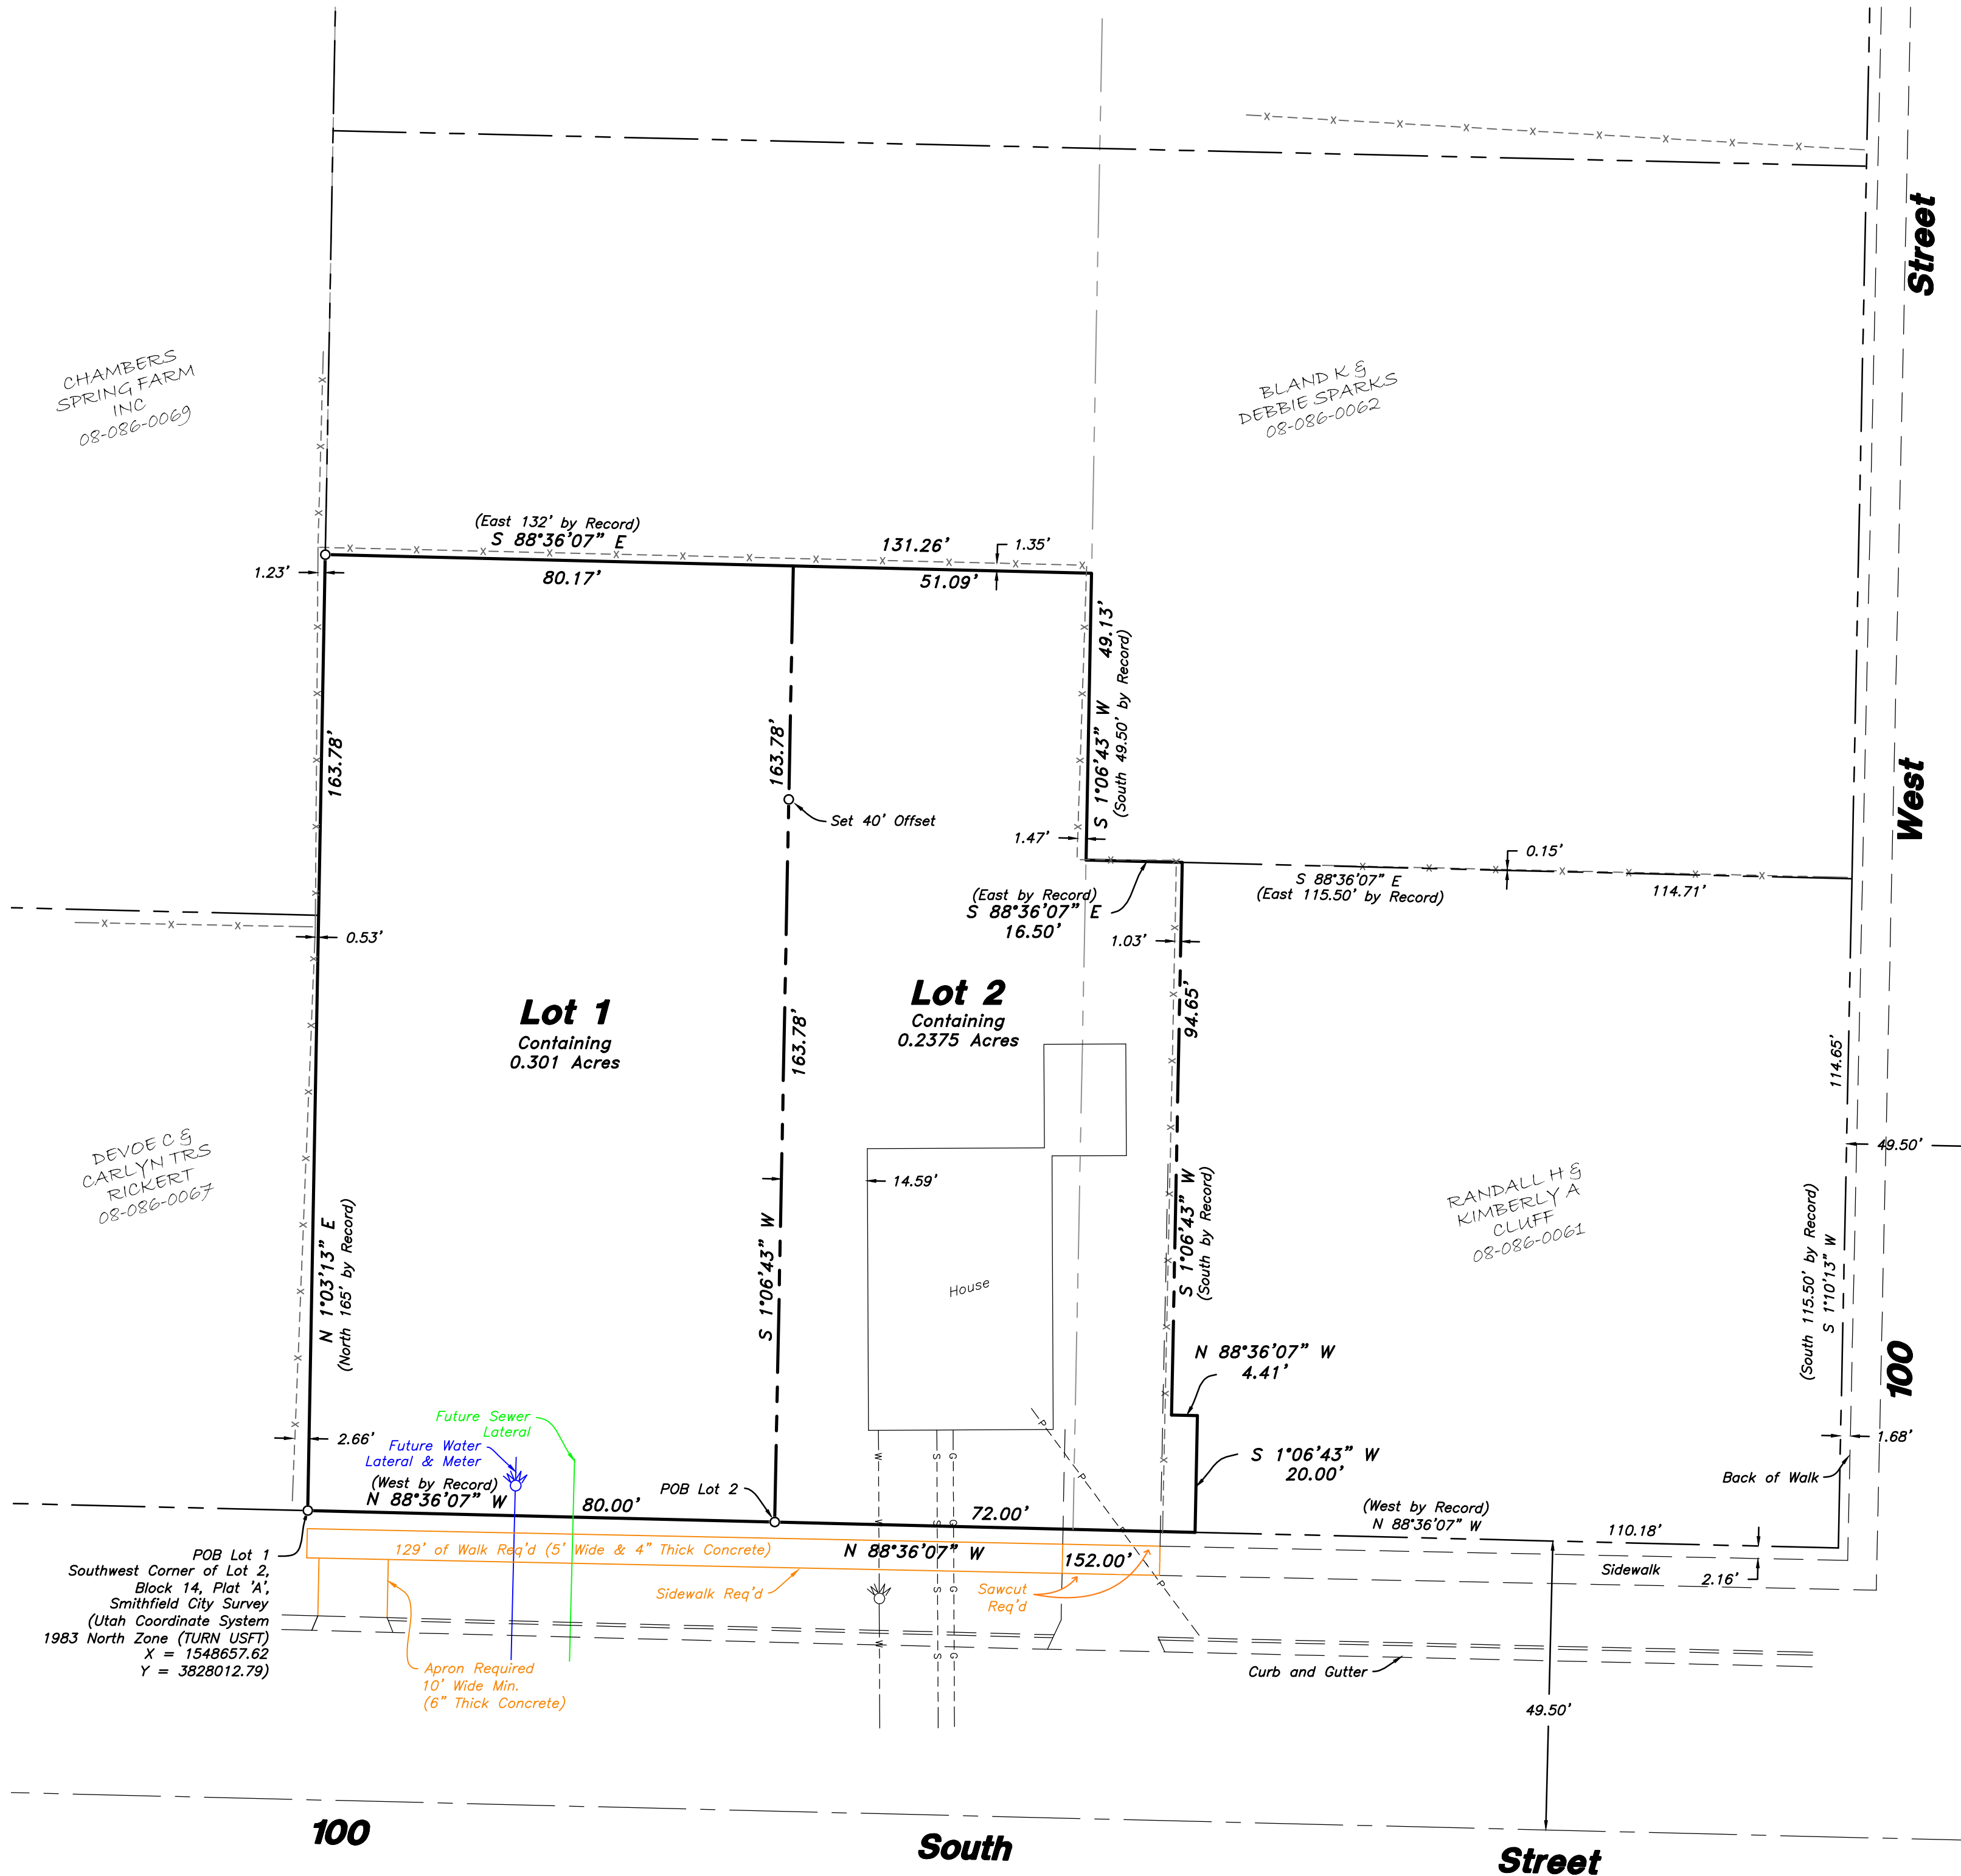 Street
West
100
CHAMBERS
SPRING FARM
INC
08-086-0069
BLAND K &
DEBBIE SPARKS
08-086-0062
(East 132' by Record)
S 88°36'07" E
131.26'
1.35'
1.23'
80.17'
51.09'
49.13'
S 1°06'43" W
(South 49.50' by Record)
163.78'
163.78'
Set 40' Offset
1.47'
0.15'
S 88°36'07" E
(East 115.50' by Record)
114.71'
(East by Record)
S 88°36'07" E
16.50'
0.53'
1.03'
94.65'
Lot 1
Containing
0.301 Acres
Lot 2
Containing
0.2375 Acres
163.78'
114.65'
49.50'
DEVOE C &
CARLYN TRS
RICKERT
08-086-0067
14.59'
RANDALL H &
KIMBERLY A
CLUFF
08-086-0061
N 1°03'13" E
(North 165' by Record)
S 1°06'43" W
House
S 1°06'43" W
(South by Record)
(South 115.50' by Record)
S 1°10'13" W
N 88°36'07" W
4.41'
Future Sewer
Lateral
2.66'
Future Water
Lateral & Meter
S 1°06'43" W
20.00'
1.68'
Back of Walk
(West by Record)
N 88°36'07" W
80.00'
POB Lot 2
72.00'
(West by Record)
N 88°36'07" W
110.18'
129' of Walk Req'd (5' Wide & 4" Thick Concrete)
N 88°36'07" W
152.00'
POB Lot 1
Southwest Corner of Lot 2,
Block 14, Plat 'A',
Smithfield City Survey
(Utah Coordinate System
1983 North Zone (TURN USFT)
X = 1548657.62
Y = 3828012.79)
Sidewalk Req'd
Sawcut
Req'd
Sidewalk
2.16'
Apron Required
10' Wide Min.
(6" Thick Concrete)
Curb and Gutter
49.50'
100
South
Street